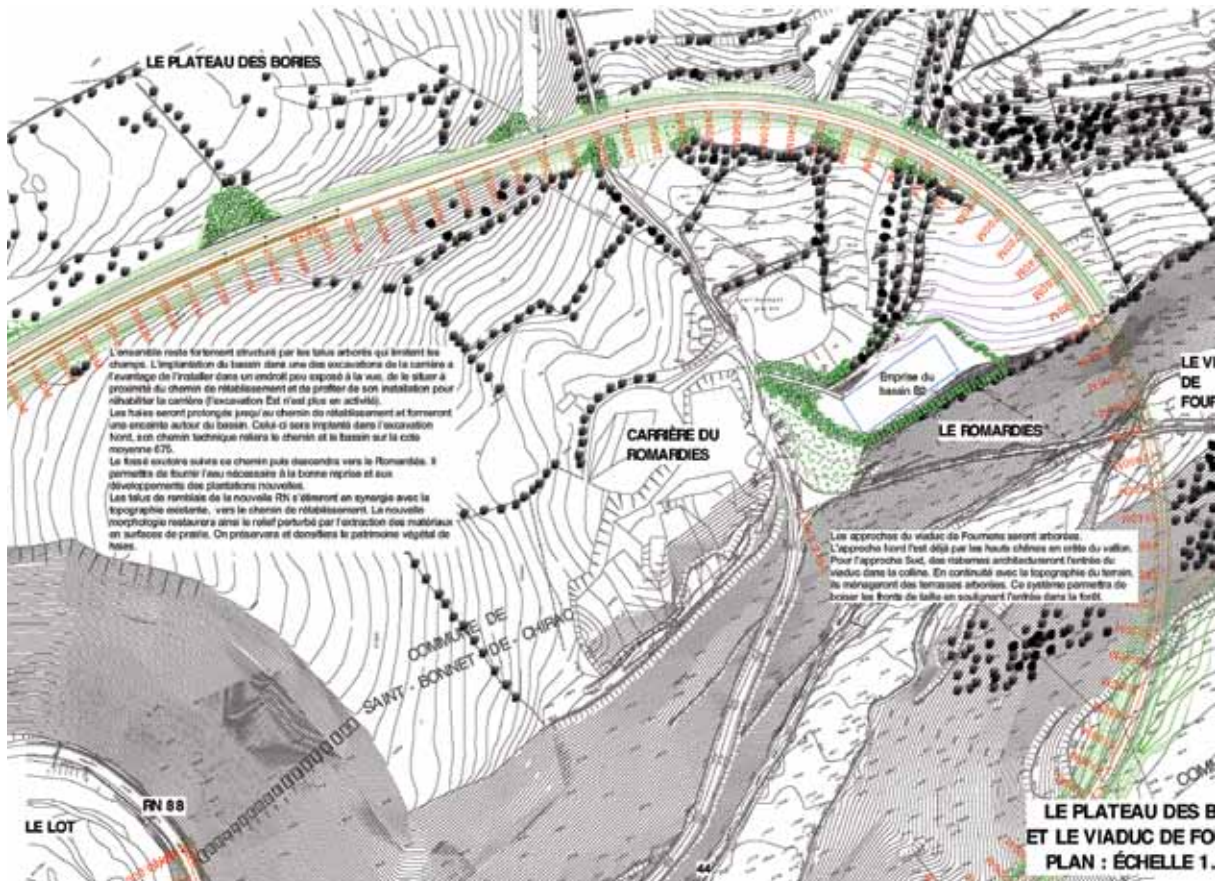 LE PLATEAU DES BORIES
L'ensemble reste fortement structuré par les talus arborés qui limitent les
champs. L'implantation du bassin dans une des excavations de la carrière a
l'avantage de l'installer dans un endroit peu exposé à la vue, de le situer à
proximité du chemin de rétablissement et de profiter de son installation pour
réhabiliter la carrière (l'excavation Est n'est plus en activité).
Les haies seront prolongés jusqu'au chemin de rétablissement et formeront
une enceinte autour du bassin. Celui ci sera implanté dans l'excavation
Nord, son chemin technique reliera le chemin et le bassin sur la cote
moyenne 675.
Le fossé exutoire suivra ce chemin puis descendra vers le Romardiès. Il
permettra de fournir l'eau nécessaire à la bonne reprise et aux
développements des plantations nouvelles.
Les talus de remblais de la nouvelle RN s'étireront en synergie avec la
topographie existante, vers le chemin de rétablissement. La nouvelle
morphologie restaurera ainsi le relief perturbé par l'extraction des matériaux
en surfaces de prairie. On préservera et densifiera le patrimoine végétal de
haies.
Emprise du
bassin B2
CARRIÈRE DU
ROMARDIES
LE ROMARDIES
LE VI
DE
FOUR
Les approches du viaduc de Fournens seront arborées.
L'approche Nord l'est déjà par les hauts chênes en crête du vallon.
Pour l'approche Sud, des risbermes architectureront l'entrée du
viaduc dans la colline. En continuité avec la topographie du terrain,
ils ménageront des terrasses arborées. Ce système permettra de
boiser les fronts de taille en soulignant l'entrée dans la forêt.
COMMUNE DE
SAINT - BONNET - DE - CHIRAC
RN 88
LE LOT
44
COMM
LE PLATEAU DES B
ET LE VIADUC DE FO
PLAN : ÉCHELLE 1.